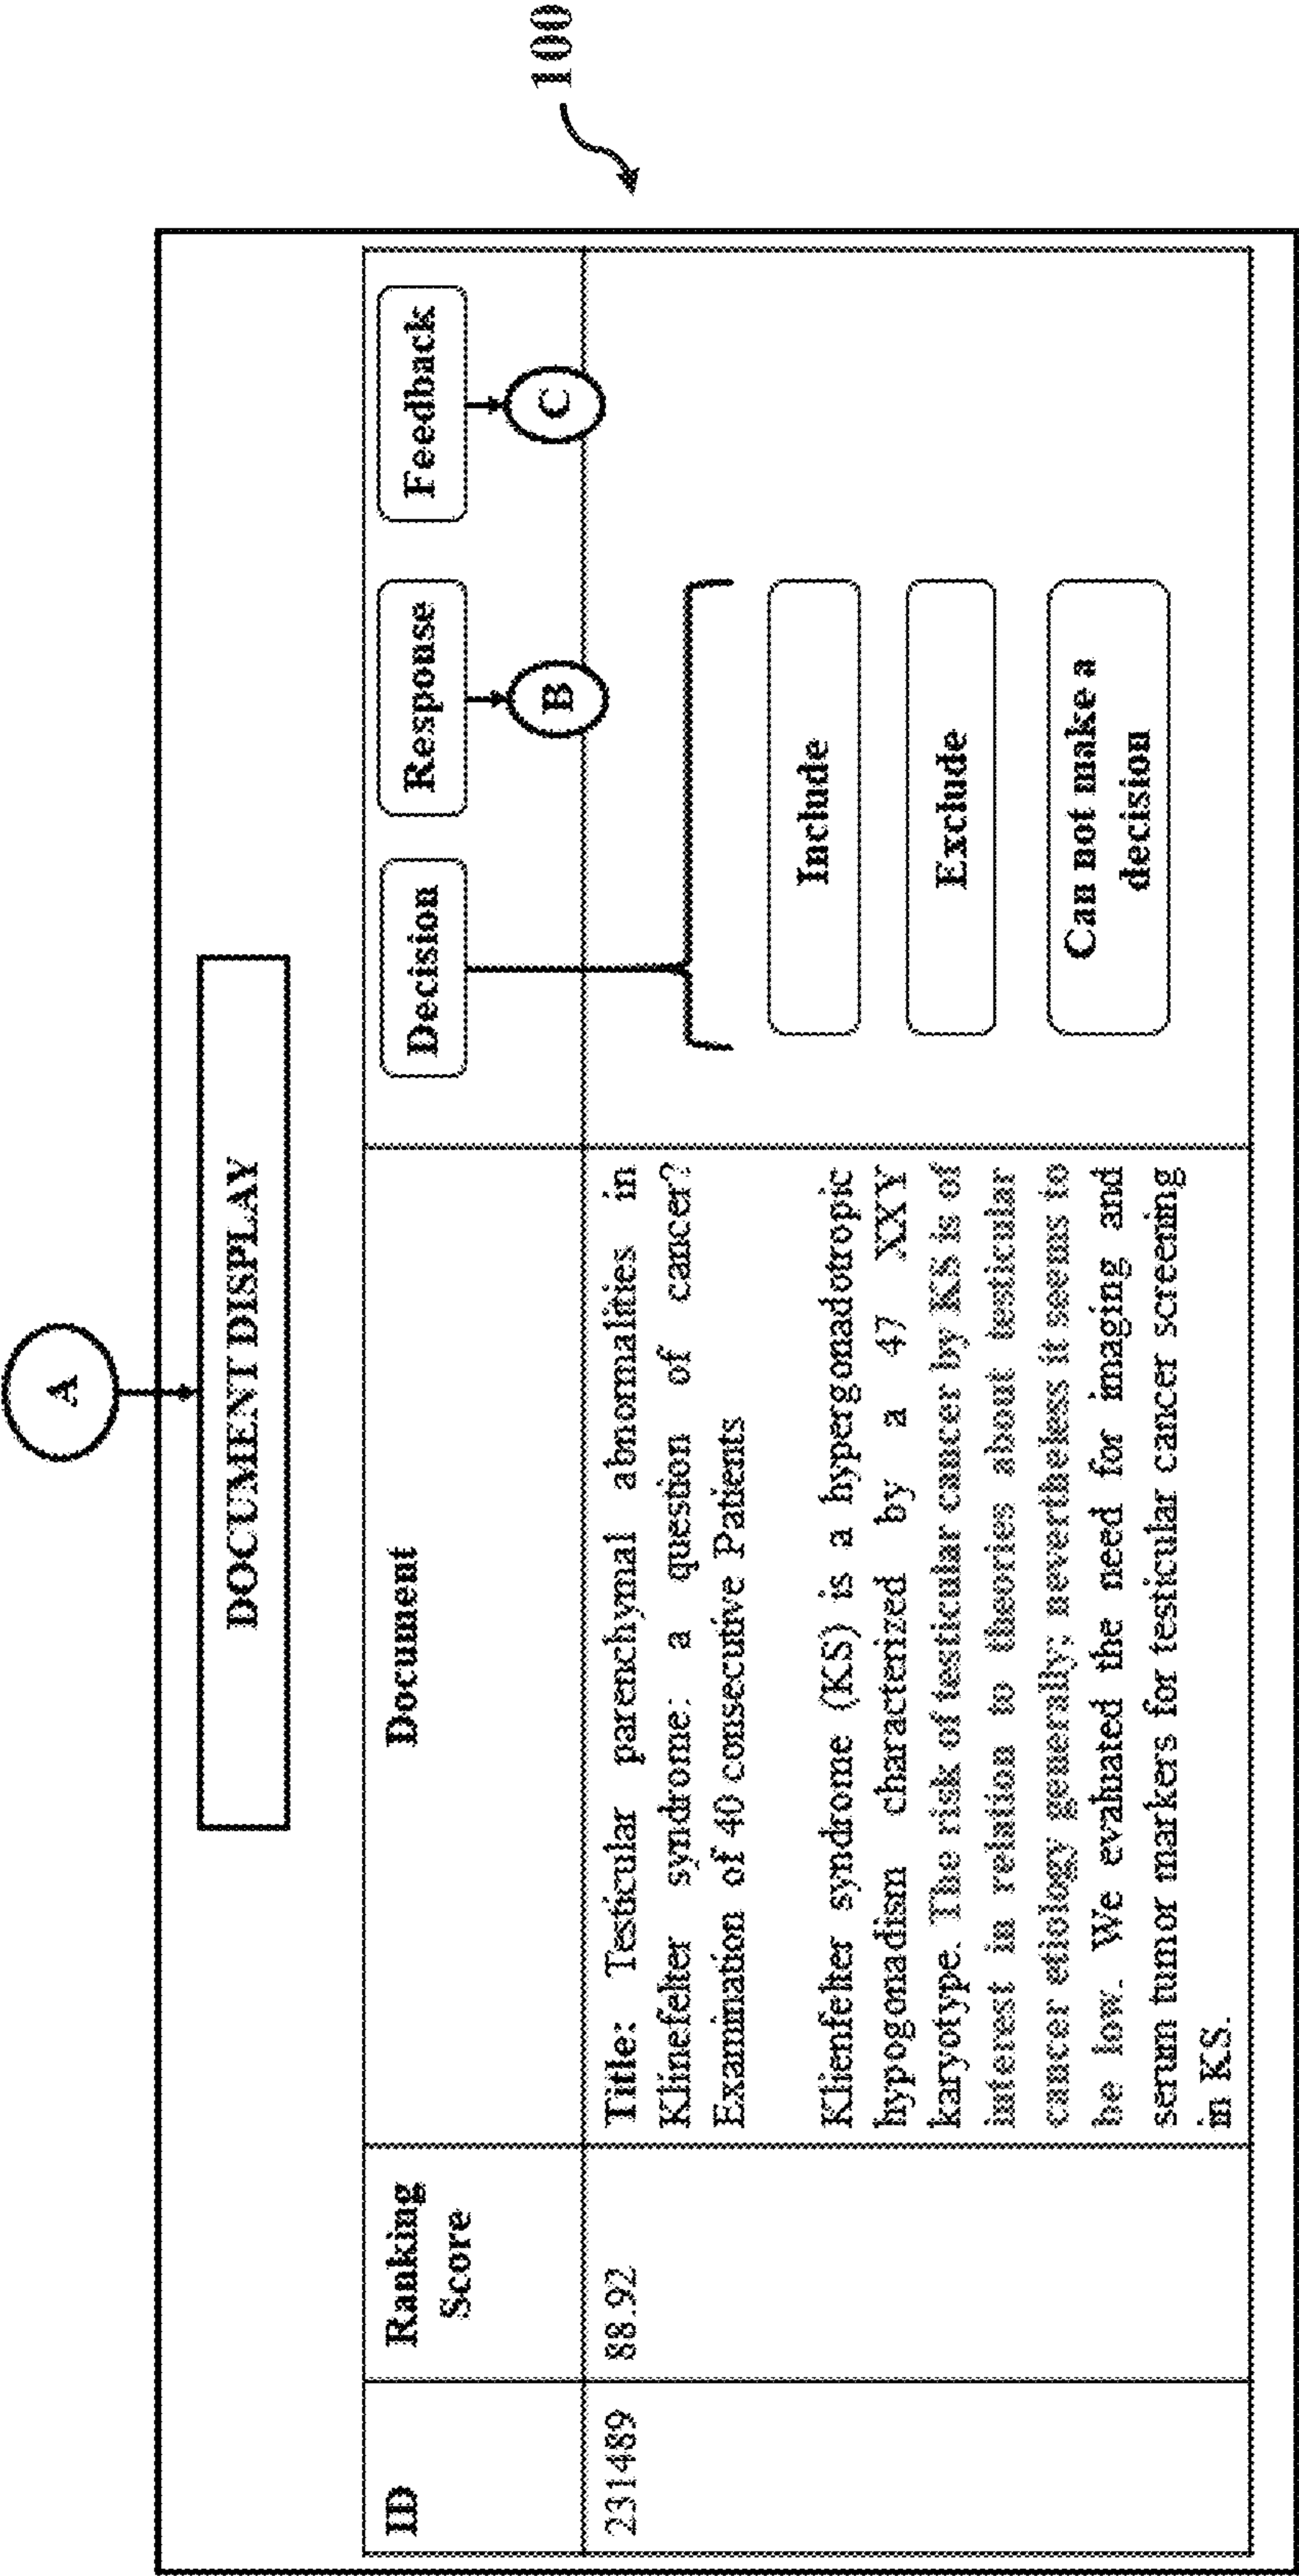 A
100
DOCUMENT DISPLAY
ID
Ranking
Score
Document
Decision
Response
Feedback
B
C
231489
88.92
Title: Testicular parenchymal abnormalities in
Klinefelter syndrome: a question of cancer?
Examination of 40 consecutive Patients
Klienfelter syndrome (KS) is a hypergonadotropic
hypogonadism characterized by a 47 XXY
karyotype. The risk of testicular cancer by KS is of
interest in relation to theories about testicular
cancer etiology generally; nevertheless it seems to
be low. We evaluated the need for imaging and
serum tumor markers for testicular cancer screening
in KS.
Include
Exclude
Can not make a
decision